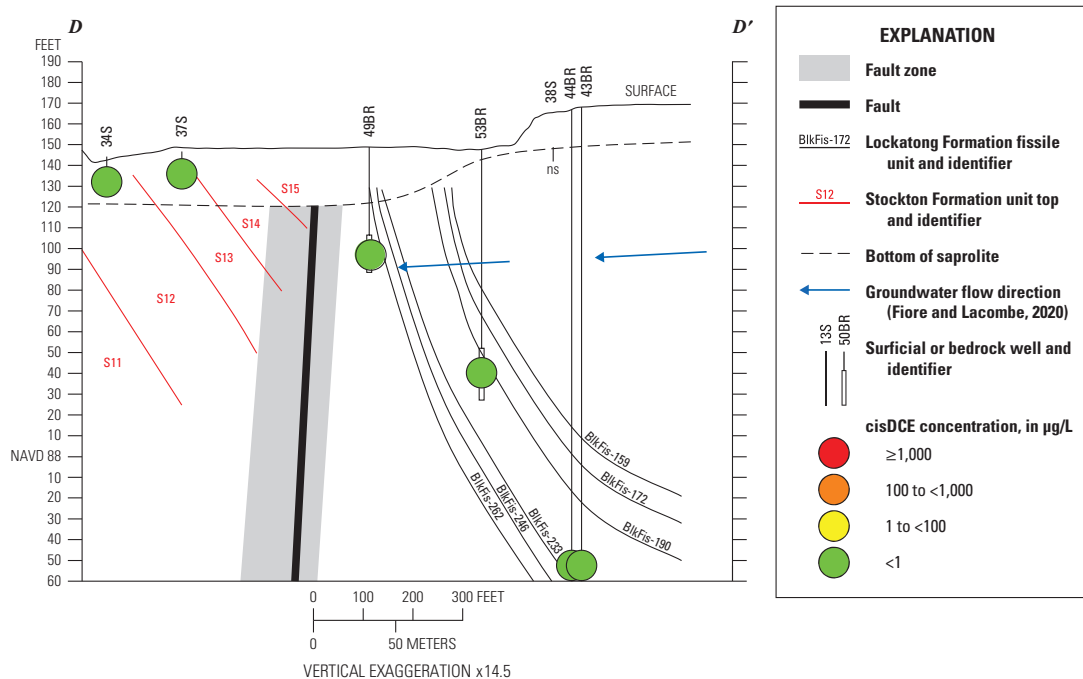 D
D′
FEET
190
180
170
160
150
140
130
120
110
100
90
80
70
60
50
40
30
20
10
NAVD 88
10
20
30
40
50
60
34S
37S
49BR
53BR
38S
44BR
43BR
SURFACE
ns
S15
S14
S13
S12
S11
BlkFis-159
BlkFis-172
BlkFis-190
BlkFis-233
BlkFis-246
BlkFis-262
0 100 200 300 FEET
0 50 METERS
VERTICAL EXAGGERATION x14.5
EXPLANATION
Fault zone
Fault
BlkFis-172
Lockatong Formation fissile
unit and identifier
S12
Stockton Formation unit top
and identifier
Bottom of saprolite
Groundwater flow direction
(Fiore and Lacombe, 2020)
13S
50BR
Surficial or bedrock well and
identifier
cisDCE concentration, in µg/L
≥1,000
100 to <1,000
1 to <100
<1